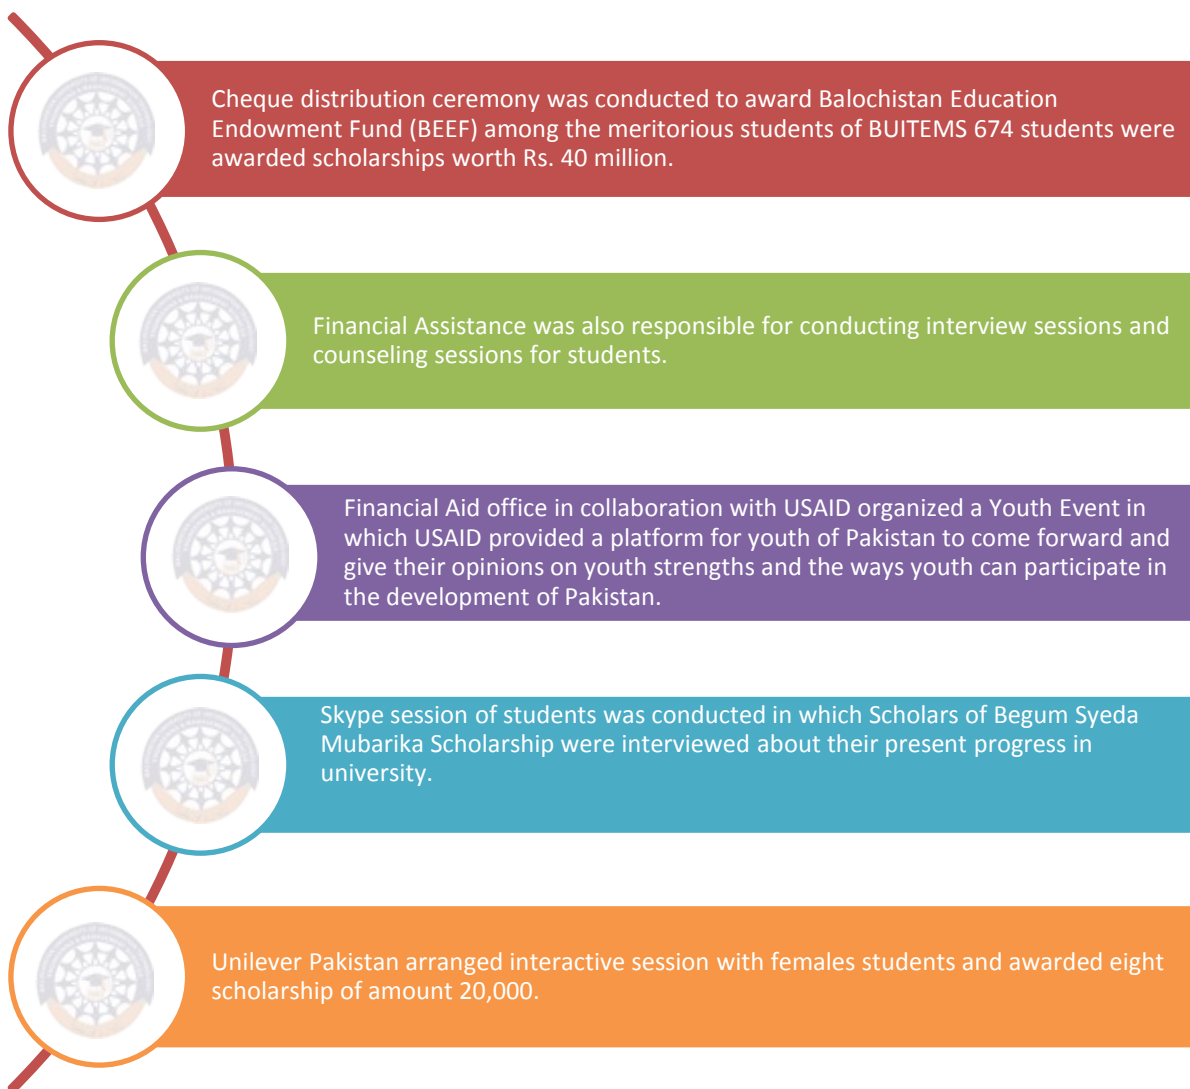 Cheque distribution ceremony was conducted to award Balochistan Education
Endowment Fund (BEEF) among the meritorious students of BUITEMS 674 students were
awarded scholarships worth Rs. 40 million.
Financial Assistance was also responsible for conducting interview sessions and
counseling sessions for students.
Financial Aid office in collaboration with USAID organized a Youth Event in
which USAID provided a platform for youth of Pakistan to come forward and
give their opinions on youth strengths and the ways youth can participate in
the development of Pakistan.
Skype session of students was conducted in which Scholars of Begum Syeda
Mubarika Scholarship were interviewed about their present progress in
university.
Unilever Pakistan arranged interactive session with females students and awarded eight
scholarship of amount 20,000.